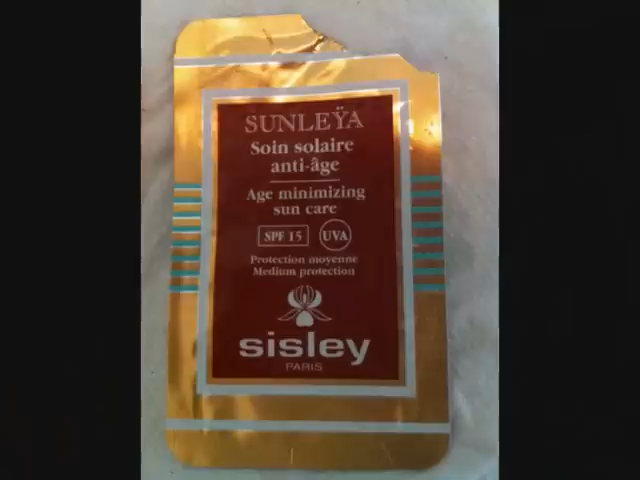 SUNLEŸA
Soin solaire
anti-âge
Age minimizing
sun care
SPF 15 UVA
Protection moyenne
Medium protection
sisley
PARIS